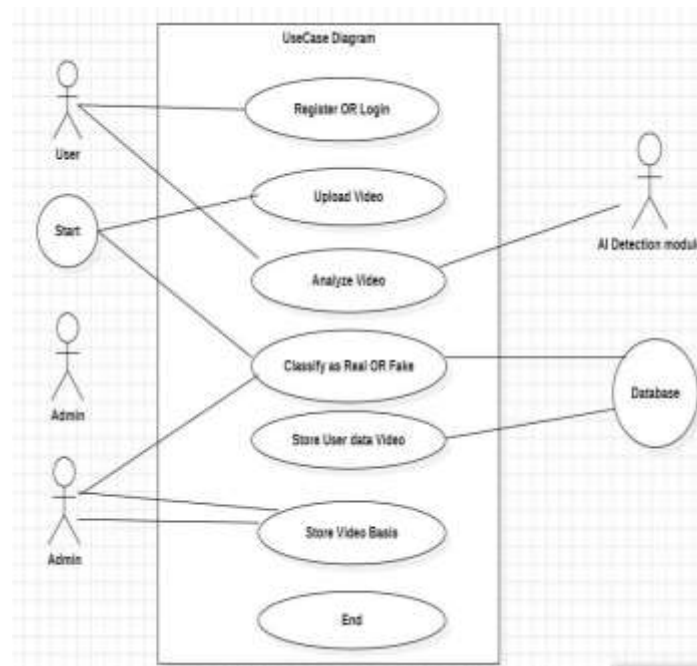 UseCase Diagram
Register OR Login
User
Upload Video
Start
AI Detection modul
Analyze Video
Admin
Classify as Real OR Fake
Database
Store User data Video
Admin
Store Video Basis
End